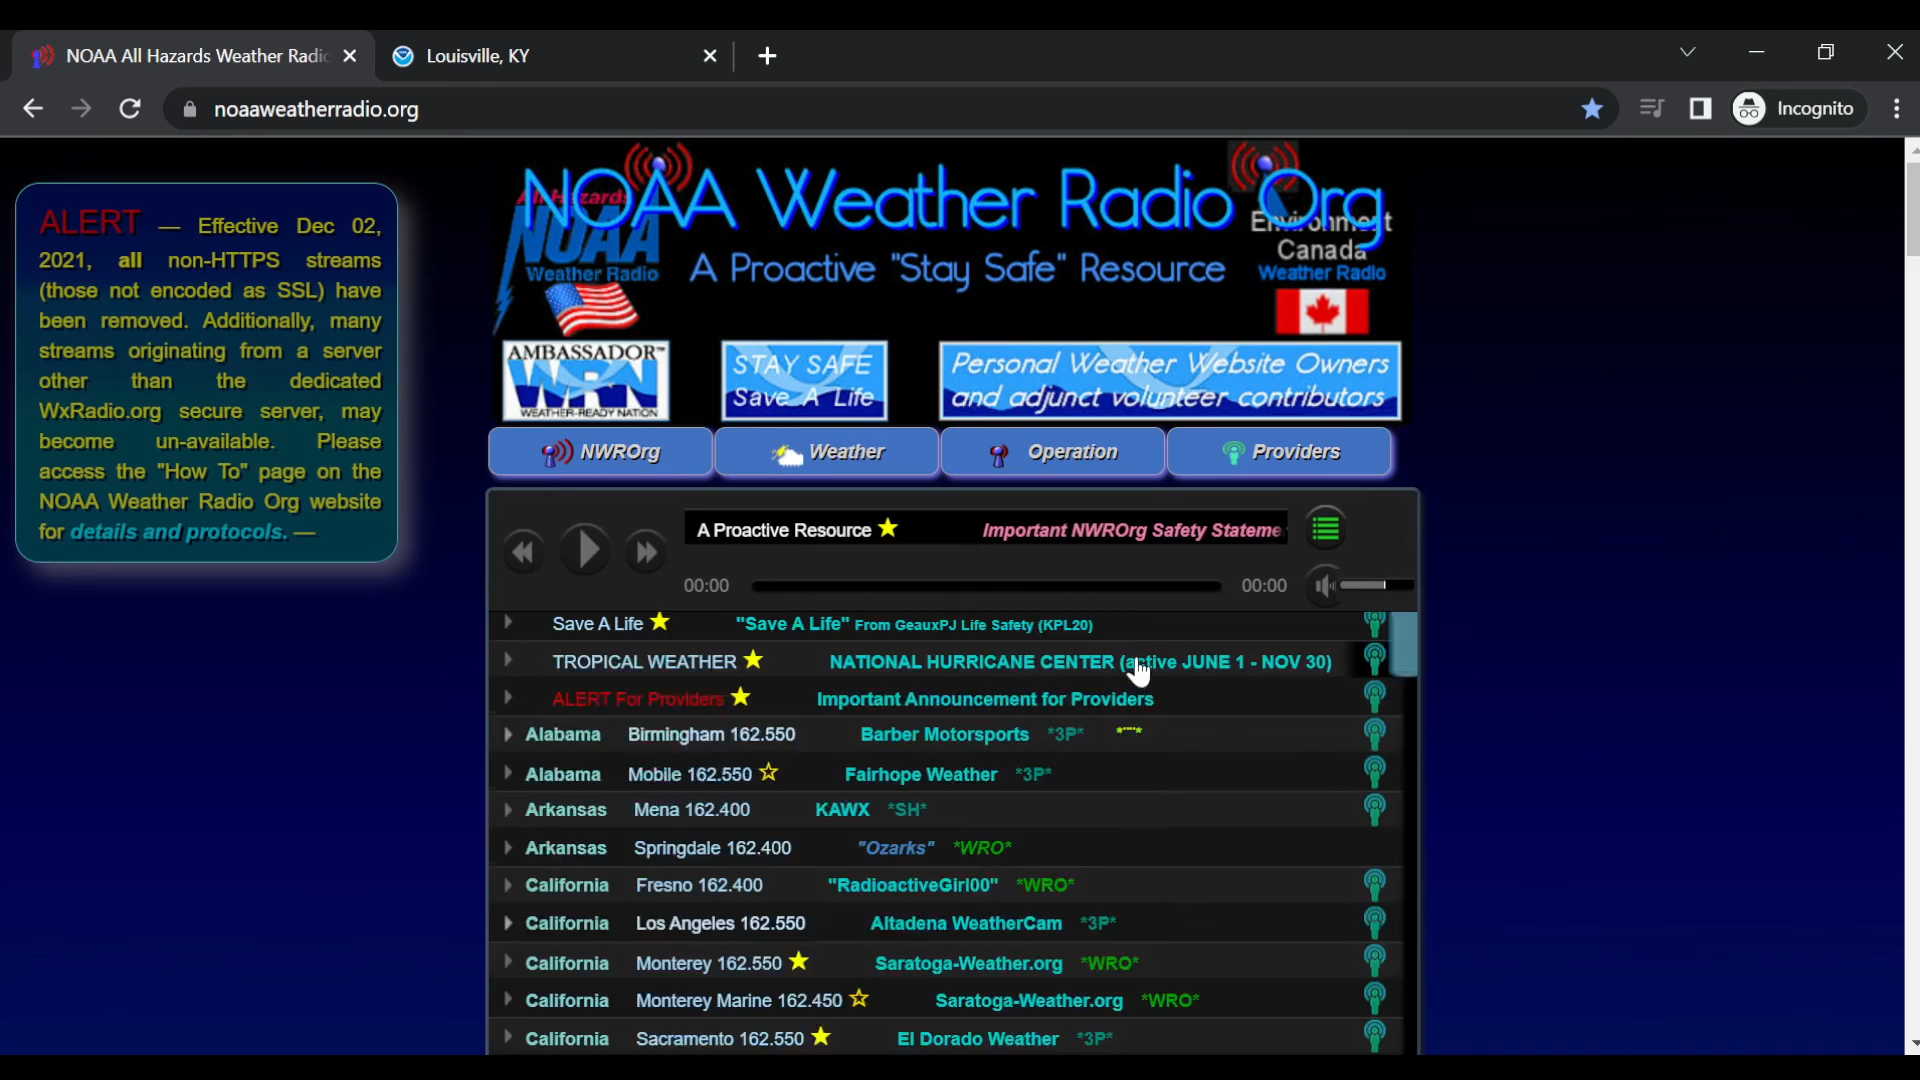 NOAA All Hazards Weather Radio
Louisville, KY
noaaweatherradio.org
Incognito
ALERT — Effective Dec 02,
2021, all non-HTTPS streams
(those not encoded as SSL) have
been removed. Additionally, many
streams originating from a server
other than the dedicated
WxRadio.org secure server, may
become un-available. Please
access the "How To" page on the
NOAA Weather Radio Org website
for details and protocols. —
NOAA Weather Radio Org
A Proactive "Stay Safe" Resource
All Hazards
NOAA
Weather Radio
Environment
Canada
Weather Radio
AMBASSADOR™
WRN
WEATHER-READY NATION
STAY SAFE
Save A Life
Personal Weather Website Owners
and adjunct volunteer contributors
NWROrg
Weather
Operation
Providers
A Proactive Resource Important NWROrg Safety Stateme
00:00 00:00
Save A Life "Save A Life" From GeauxPJ Life Safety (KPL20)
TROPICAL WEATHER NATIONAL HURRICANE CENTER (active JUNE 1 - NOV 30)
ALERT For Providers Important Announcement for Providers
Alabama Birmingham 162.550 Barber Motorsports *3P* *""*
Alabama Mobile 162.550 Fairhope Weather *3P*
Arkansas Mena 162.400 KAWX *SH*
Arkansas Springdale 162.400 "Ozarks" *WRO*
California Fresno 162.400 "RadioactiveGirl00" *WRO*
California Los Angeles 162.550 Altadena WeatherCam *3P*
California Monterey 162.550 Saratoga-Weather.org *WRO*
California Monterey Marine 162.450 Saratoga-Weather.org *WRO*
California Sacramento 162.550 El Dorado Weather *3P*